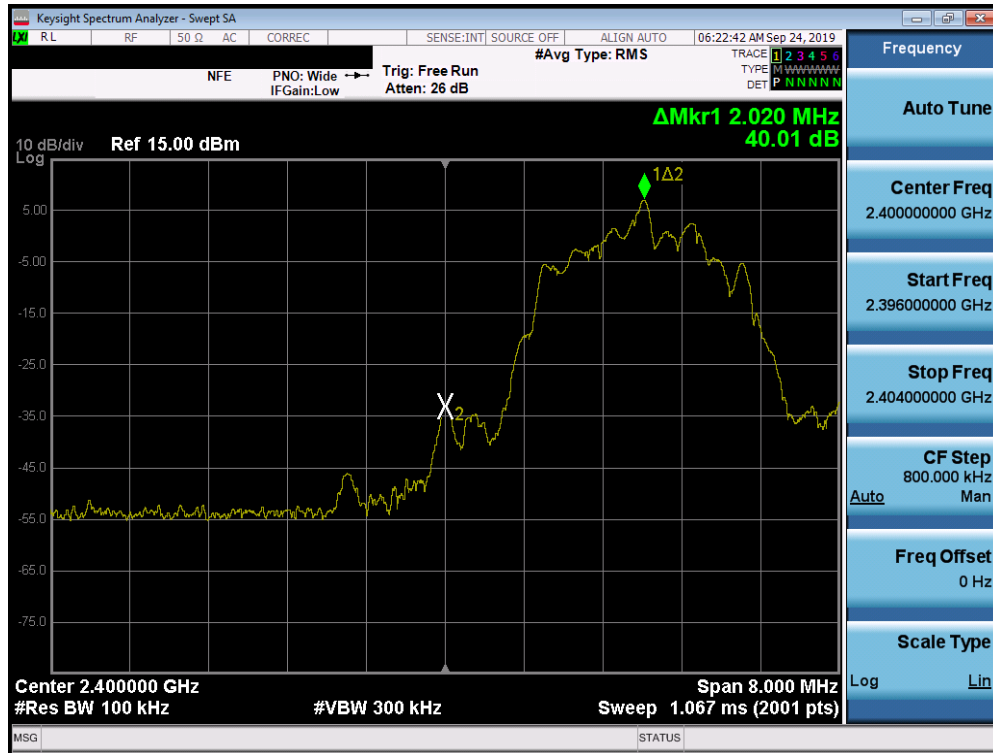 Keysight Spectrum Analyzer - Swept SA
LXI RL RF 50 Ω AC CORREC SENSE:INT SOURCE OFF ALIGN AUTO 06:22:42 AM Sep 24, 2019
#Avg Type: RMS TRACE 1 2 3 4 5 6
NFE PNO: Wide Trig: Free Run TYPE M W W W W W
IFGain:Low Atten: 26 dB DET P N N N N N
ΔMkr1 2.020 MHz
40.01 dB
10 dB/div Ref 15.00 dBm
Log
1Δ2
5.00
-5.00
-15.0
-25.0
-35.0
X2
-45.0
-55.0
-65.0
-75.0
Center 2.400000 GHz Span 8.000 MHz
#Res BW 100 kHz #VBW 300 kHz Sweep 1.067 ms (2001 pts)
MSG STATUS
Frequency
Auto Tune
Center Freq
2.400000000 GHz
Start Freq
2.396000000 GHz
Stop Freq
2.404000000 GHz
CF Step
800.000 kHz
Auto Man
Freq Offset
0 Hz
Scale Type
Log Lin